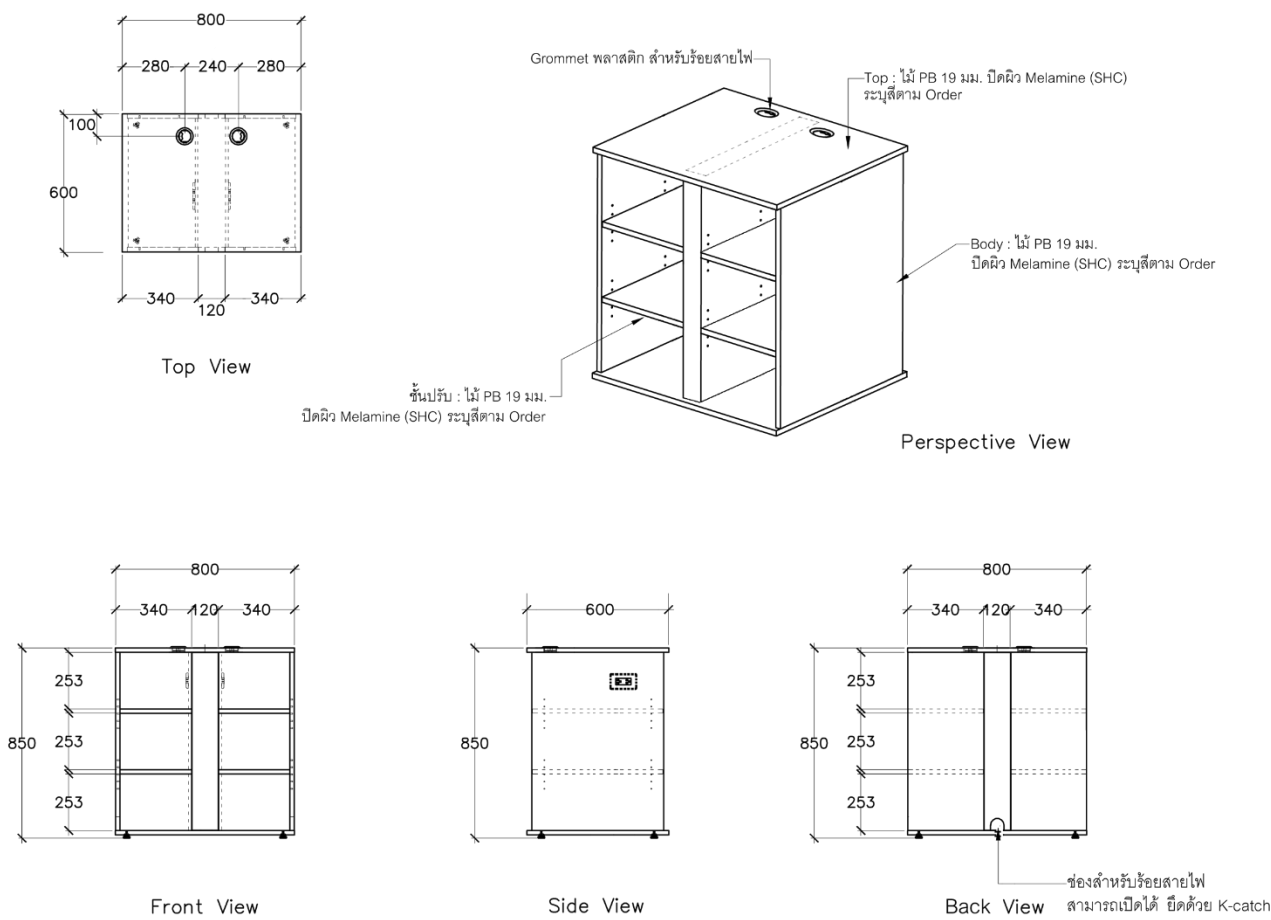 800
280
240
280
100
600
340
120
340
Top View
Grommet พลาสติก สำหรับร้อยสายไฟ
Top : ไม้ PB 19 มม. ปิดผิว Melamine (SHC)
ระบุสีตาม Order
Body : ไม้ PB 19 มม.
ปิดผิว Melamine (SHC) ระบุสีตาม Order
ชั้นปรับ : ไม้ PB 19 มม.
ปิดผิว Melamine (SHC) ระบุสีตาม Order
Perspective View
800
340
120
340
253
253
253
850
Front View
600
850
Side View
800
340
120
340
253
253
253
850
ช่องสำหรับร้อยสายไฟ
สามารถเปิดได้ ยึดด้วย K-catch
Back View